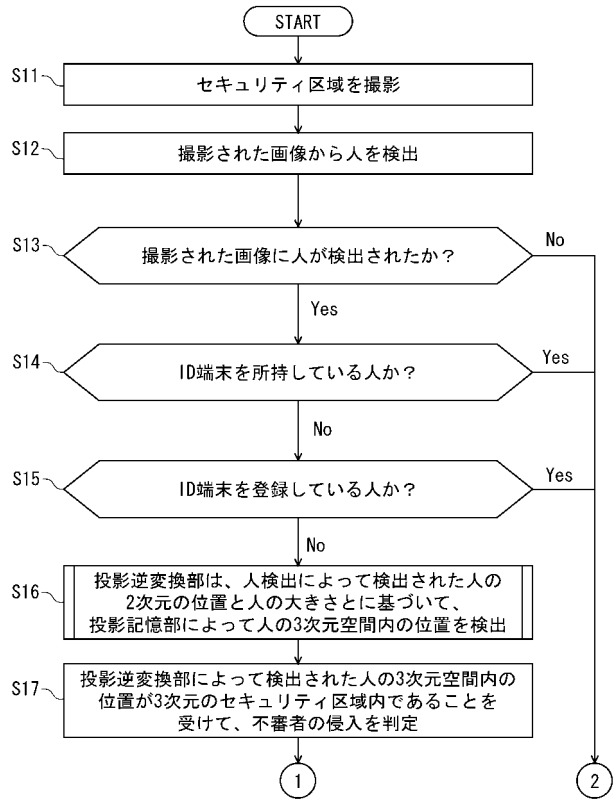 START
S11
セキュリティ区域を撮影
S12
撮影された画像から人を検出
S13
撮影された画像に人が検出されたか？
No
Yes
S14
ID端末を所持している人か？
Yes
No
S15
ID端末を登録している人か？
Yes
No
S16
投影逆変換部は、人検出によって検出された人の
2次元の位置と人の大きさとに基づいて、
投影記憶部によって人の3次元空間内の位置を検出
S17
投影逆変換部によって検出された人の3次元空間内の
位置が3次元のセキュリティ区域内であることを
受けて、不審者の侵入を判定
1
2